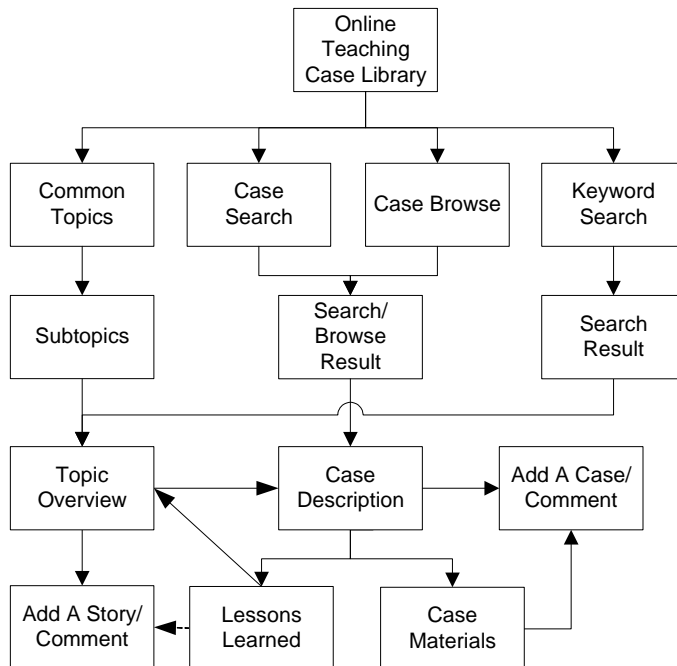 Online
Teaching
Case Library
Common
Topics
Case
Search
Case Browse
Keyword
Search
Subtopics
Search/
Browse
Result
Search
Result
Topic
Overview
Case
Description
Add A Case/
Comment
Add A Story/
Comment
Lessons
Learned
Case
Materials